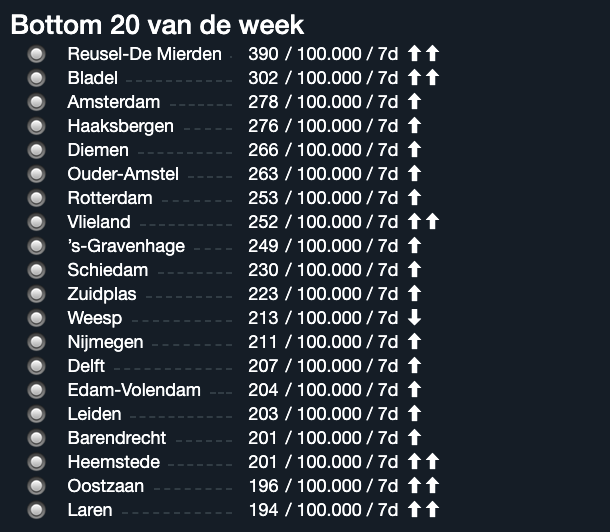 Bottom 20 van de week
Reusel-De Mierden 390 / 100.000 / 7d ⬆⬆
Bladel 302 / 100.000 / 7d ⬆⬆
Amsterdam 278 / 100.000 / 7d ⬆
Haaksbergen 276 / 100.000 / 7d ⬆
Diemen 266 / 100.000 / 7d ⬆
Ouder-Amstel 263 / 100.000 / 7d ⬆
Rotterdam 253 / 100.000 / 7d ⬆
Vlieland 252 / 100.000 / 7d ⬆⬆
's-Gravenhage 249 / 100.000 / 7d ⬆
Schiedam 230 / 100.000 / 7d ⬆
Zuidplas 223 / 100.000 / 7d ⬆
Weesp 213 / 100.000 / 7d ⬇
Nijmegen 211 / 100.000 / 7d ⬆
Delft 207 / 100.000 / 7d ⬆
Edam-Volendam 204 / 100.000 / 7d ⬆
Leiden 203 / 100.000 / 7d ⬆
Barendrecht 201 / 100.000 / 7d ⬆
Heemstede 201 / 100.000 / 7d ⬆⬆
Oostzaan 196 / 100.000 / 7d ⬆⬆
Laren 194 / 100.000 / 7d ⬆⬆